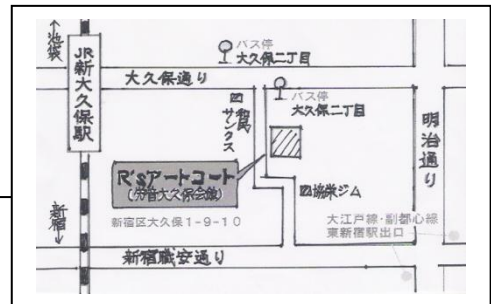 池袋
JR新大久保駅
新宿
バス停
大久保二丁目
大久保通り
バス停
大久保二丁目
サンクス
明治通り
R'sアートコート
(労音大久保会館)
新宿区大久保1-9-10
協栄ジム
大江戸線・副都心線
東新宿駅出口
新宿職安通り